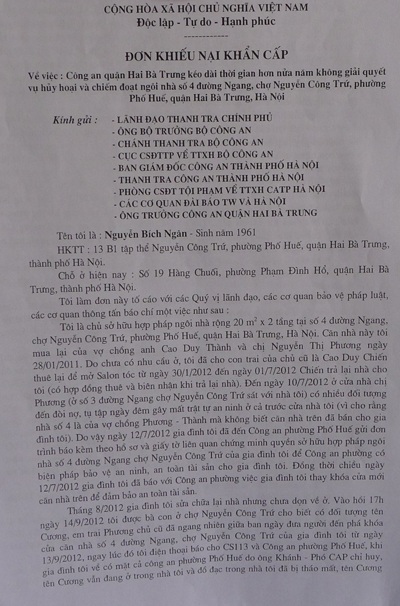 CỘNG HÒA XÃ HỘI CHỦ NGHĨA VIỆT NAM
Độc lập - Tự do - Hạnh phúc
------------
ĐƠN KHIẾU NẠI KHẨN CẤP
Về việc : Công an quận Hai Bà Trưng kéo dài thời gian hơn nửa năm không giải quyết
vụ hủy hoại và chiếm đoạt ngôi nhà số 4 đường Ngang, chợ Nguyễn Công Trứ, phường
Phố Huế, quận Hai Bà Trưng, Hà Nội
Kính gửi :
- LÃNH ĐẠO THANH TRA CHÍNH PHỦ
- ÔNG BỘ TRƯỞNG BỘ CÔNG AN
- CHÁNH THANH TRA BỘ CÔNG AN
- CỤC CSĐTTP VỀ TTXH BỘ CÔNG AN
- BAN GIÁM ĐỐC CÔNG AN THÀNH PHỐ HÀ NỘI
- THANH TRA CÔNG AN THÀNH PHỐ HÀ NỘI
- PHÒNG CSĐT TỘI PHẠM VỀ TTXH CATP HÀ NỘI
- CÁC CƠ QUAN ĐÀI BÁO TW VÀ HÀ NỘI
- ÔNG TRƯỞNG CÔNG AN QUẬN HAI BÀ TRƯNG
Tên tôi là : Nguyễn Bích Ngân - Sinh năm 1961
HKTT : 13 B1 tập thể Nguyễn Công Trứ, phường Phố Huế, quận Hai Bà Trưng,
thành phố Hà Nội.
Chỗ ở hiện nay : Số 19 Hàng Chuối, phường Phạm Đình Hổ, quận Hai Bà
Trưng, thành phố Hà Nội.
Tôi làm đơn này tố cáo với các Quý vị lãnh đạo, các cơ quan bảo vệ pháp luật,
các cơ quan thông tấn báo chí một việc như sau :
Tôi là chủ sở hữu hợp pháp ngôi nhà rộng 20 m² x 2 tầng tại số 4 đường Ngang,
chợ Nguyễn Công Trứ, phường Phố Huế, quận Hai Bà Trưng, Hà Nội. Căn nhà này tôi
mua lại của vợ chồng anh Cao Duy Thành và chị Nguyễn Thị Phương ngày
28/01/2011. Do chưa có nhu cầu ở, tôi đã cho con trai của chủ cũ là Cao Duy Chiến
thuê lại để mở Salon tóc từ ngày 30/1/2012 đến ngày 01/7/2012 Chiến trả lại nhà cho
tôi (có hợp đồng thuê và biên nhận khi trả lại nhà). Đến ngày 10/7/2012 ở cửa nhà chị
Phương (ở số 3 đường Ngang chợ Nguyễn Công Trứ sát với nhà tôi) có nhiều đối tượng
đến đòi nợ, tụ tập ngày đêm gây mất trật tự an ninh ở cả trước cửa nhà tôi (vì cho rằng
nhà số 4 là của vợ chồng Phương - Thành mà không biết căn nhà trên đã bán cho gia
đình tôi). Do vậy ngày 12/7/2012 gia đình tôi đã đến Công an phường Phố Huế gửi đơn
trình báo kèm theo hồ sơ và giấy tờ liên quan chứng minh quyền sở hữu hợp pháp ngôi
nhà số 4 đường Ngang chợ Nguyễn Công Trứ của gia đình tôi để Công an phường có
biện pháp bảo vệ an ninh, an toàn tài sản cho gia đình tôi. Đồng thời chiều ngày
12/7/2012 gia đình tôi đã báo với Công an phường việc gia đình tôi thay khóa cửa mới
căn nhà trên để đảm bảo an toàn tài sản.
Tháng 8/2012 gia đình tôi sửa chữa lại nhà nhưng chưa dọn về ở. Vào hồi 17h
ngày 14/9/2012 tôi được bà con ở chợ Nguyễn Công Trứ cho biết có đối tượng tên
Cương, em trai Phương chủ cũ đã ngang nhiên giữa ban ngày đưa người đến phá khóa
cửa của căn nhà số 4 đường Ngang, chợ Nguyễn Công Trứ của gia đình tôi từ ngày
13/9/2012, ngay lúc đó tôi điện thoại báo cho CS113 và Công an phường Phố Huế, khi
gia đình tôi về có mặt cả công an phường Phố Huế do ông Khánh - Phó CAP chỉ huy,
tên Cương vẫn đang ở trong nhà tôi và đồ đạc trong nhà tôi đã bị tháo mất, tên Cương